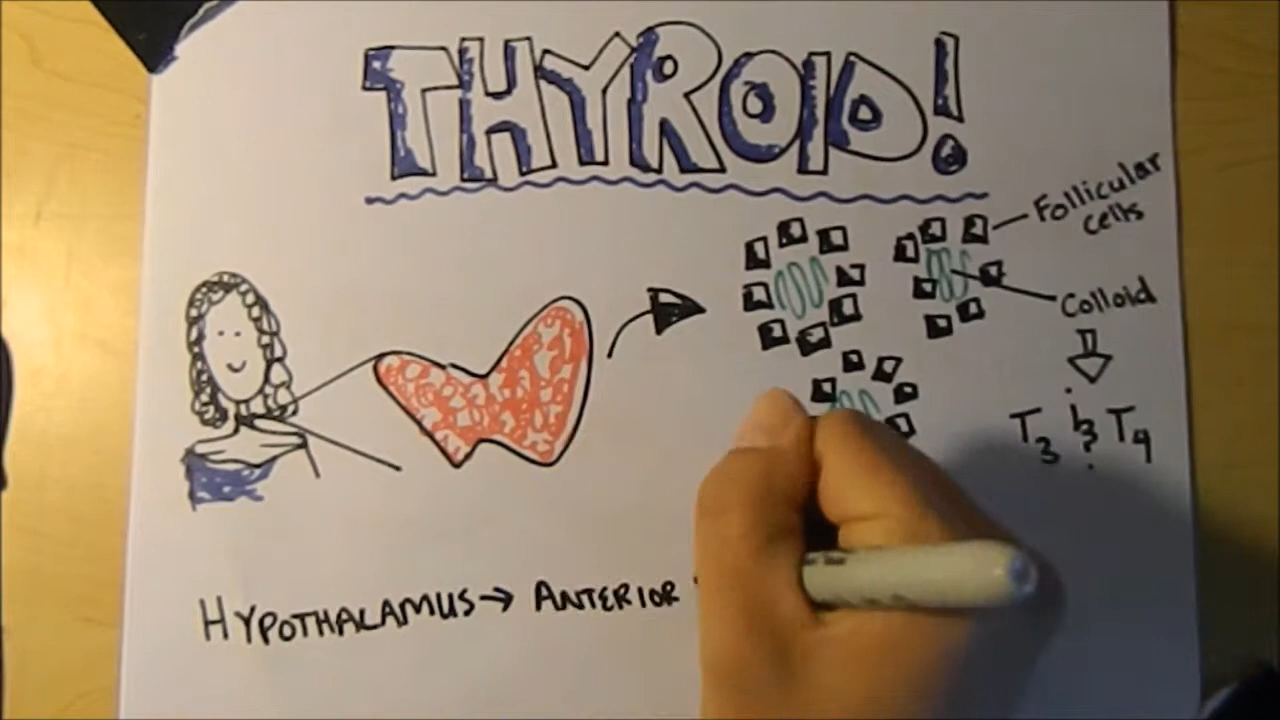 THYROID!
Follicular
cells
Colloid
T3 & T4
HYPOTHALAMUS → ANTERIOR